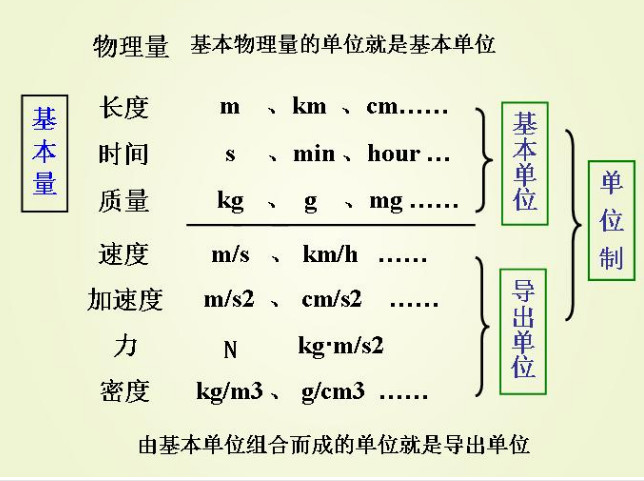 物理量 基本物理量的单位就是基本单位
基本量
长度 m 、 km 、 cm……
时间 s 、 min 、 hour …
质量 kg 、 g 、 mg ……
基本单位
速度 m/s 、 km/h ……
加速度 m/s2 、 cm/s2 ……
力 N kg·m/s2
密度 kg/m3 、 g/cm3 ……
导出单位
单位制
由基本单位组合而成的单位就是导出单位